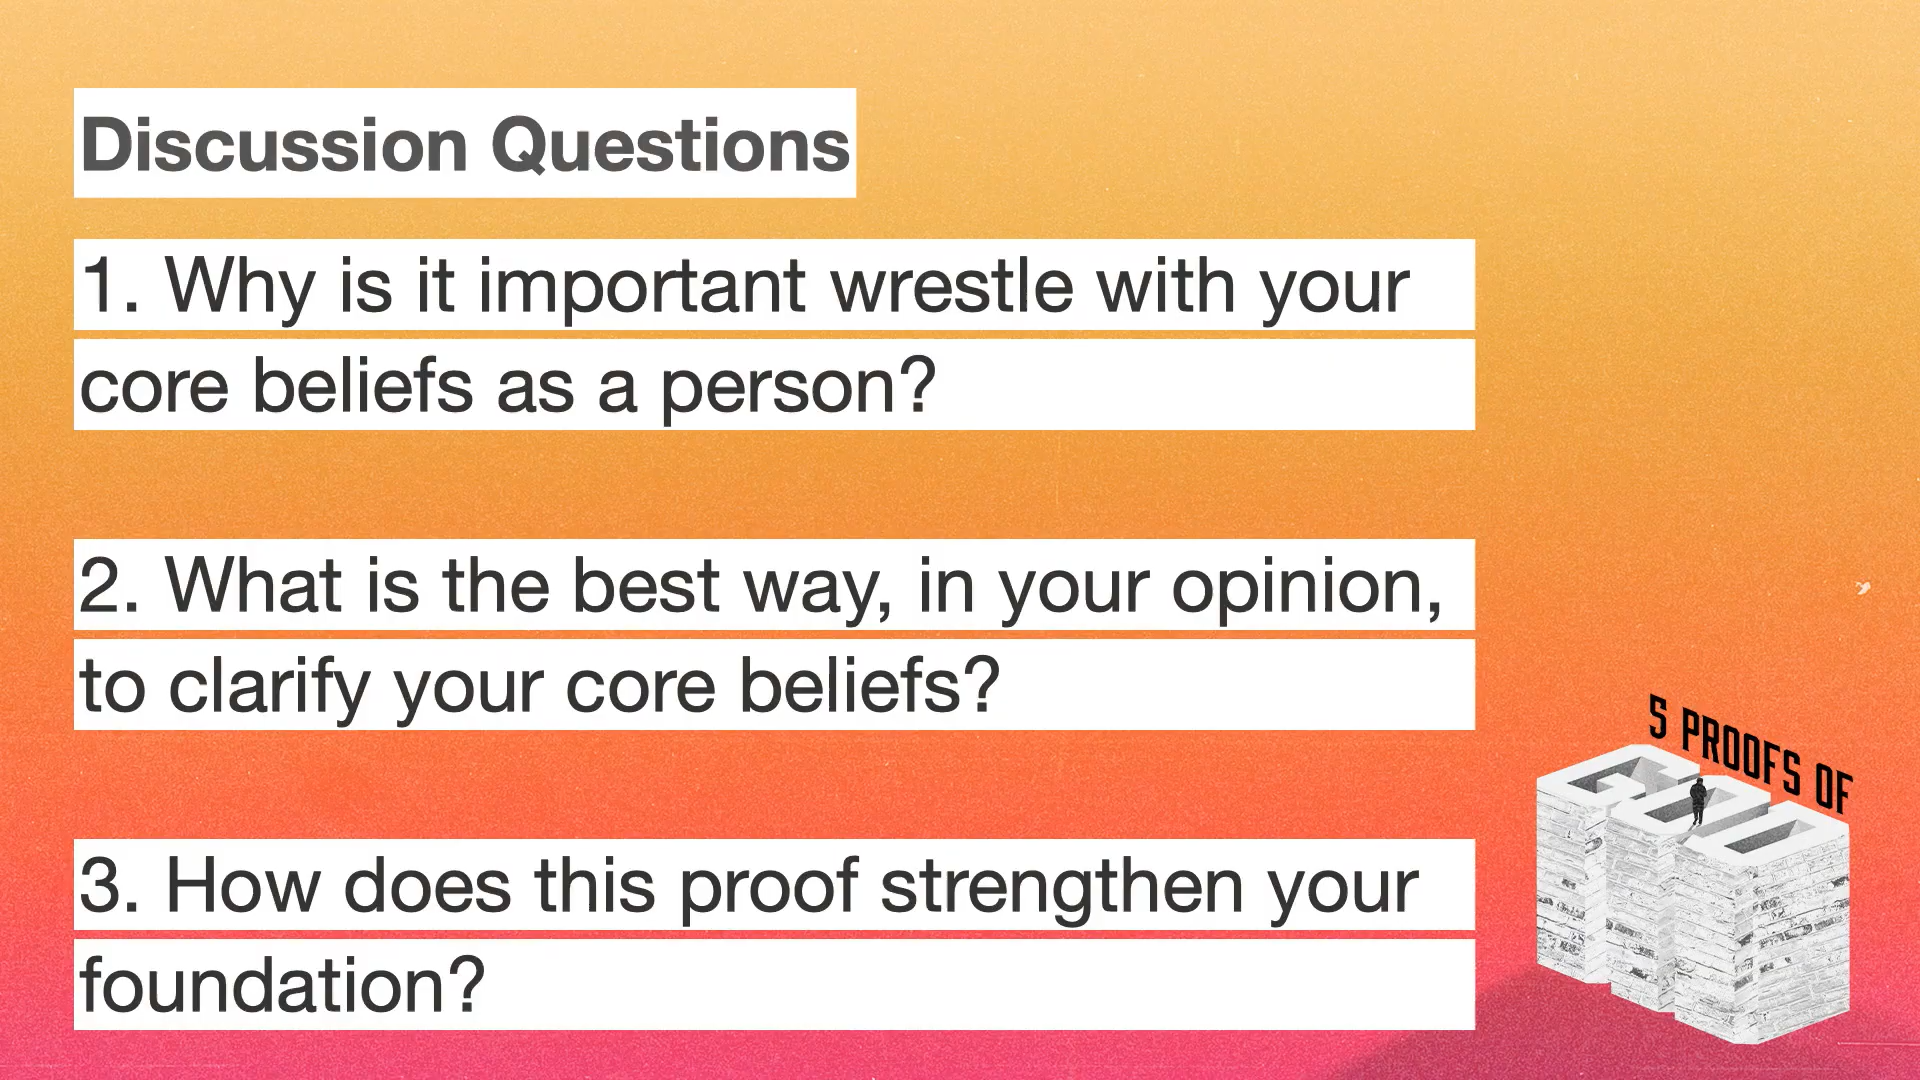 Discussion Questions
1. Why is it important wrestle with your
core beliefs as a person?
2. What is the best way, in your opinion,
to clarify your core beliefs?
3. How does this proof strengthen your
foundation?
5 PROOFS OF
GOD